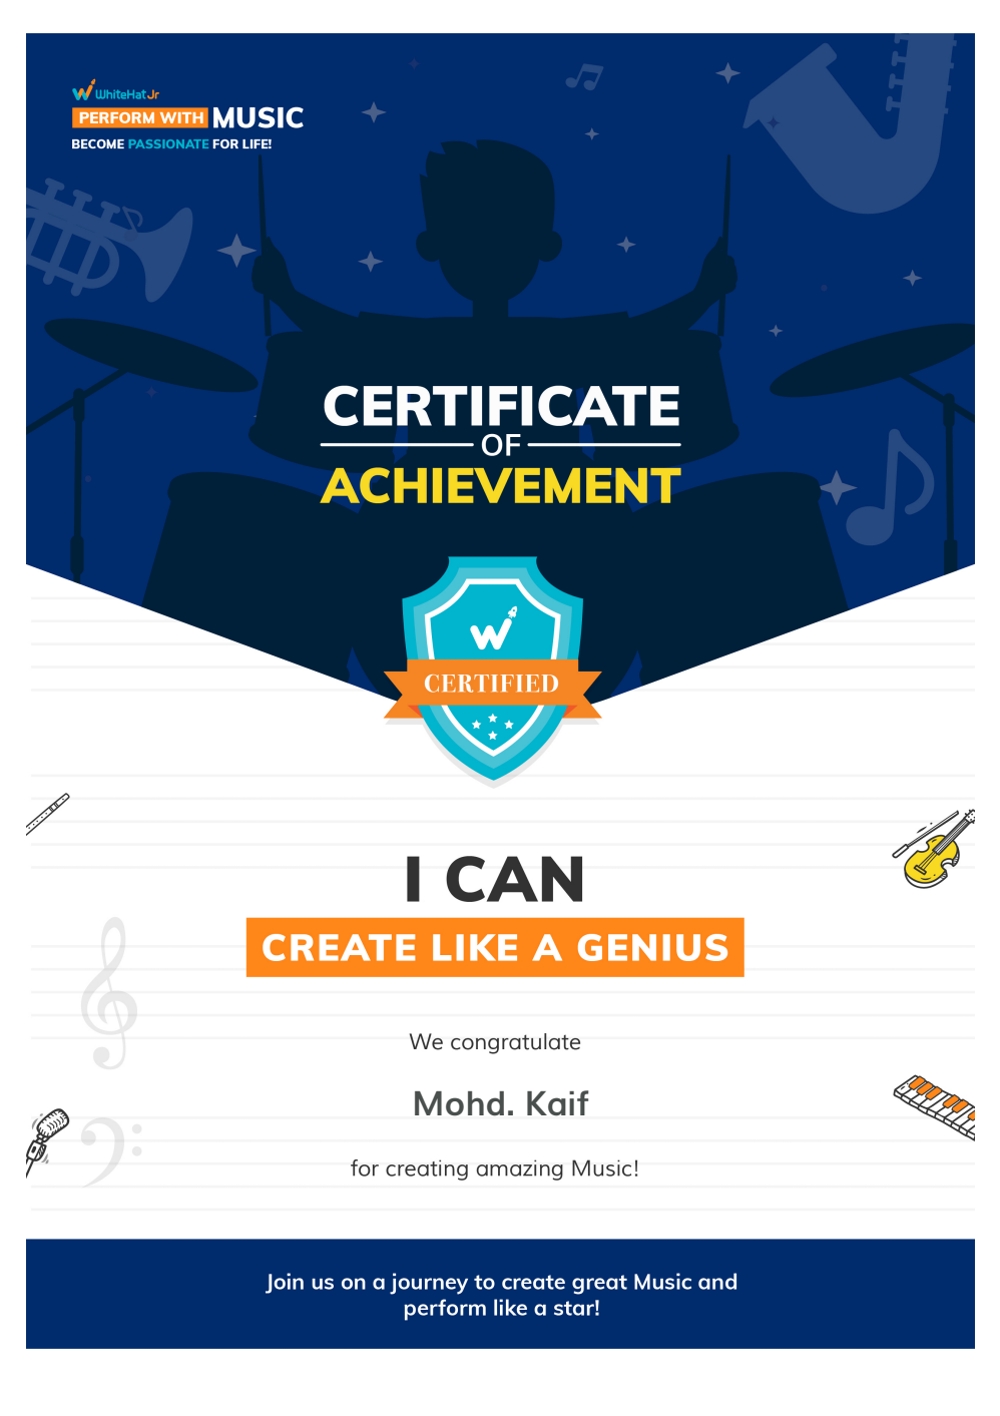 WhiteHat Jr
PERFORM WITH MUSIC
BECOME PASSIONATE FOR LIFE!
CERTIFICATE
OF
ACHIEVEMENT
W
CERTIFIED
I CAN
CREATE LIKE A GENIUS
We congratulate
Mohd. Kaif
for creating amazing Music!
Join us on a journey to create great Music and
perform like a star!